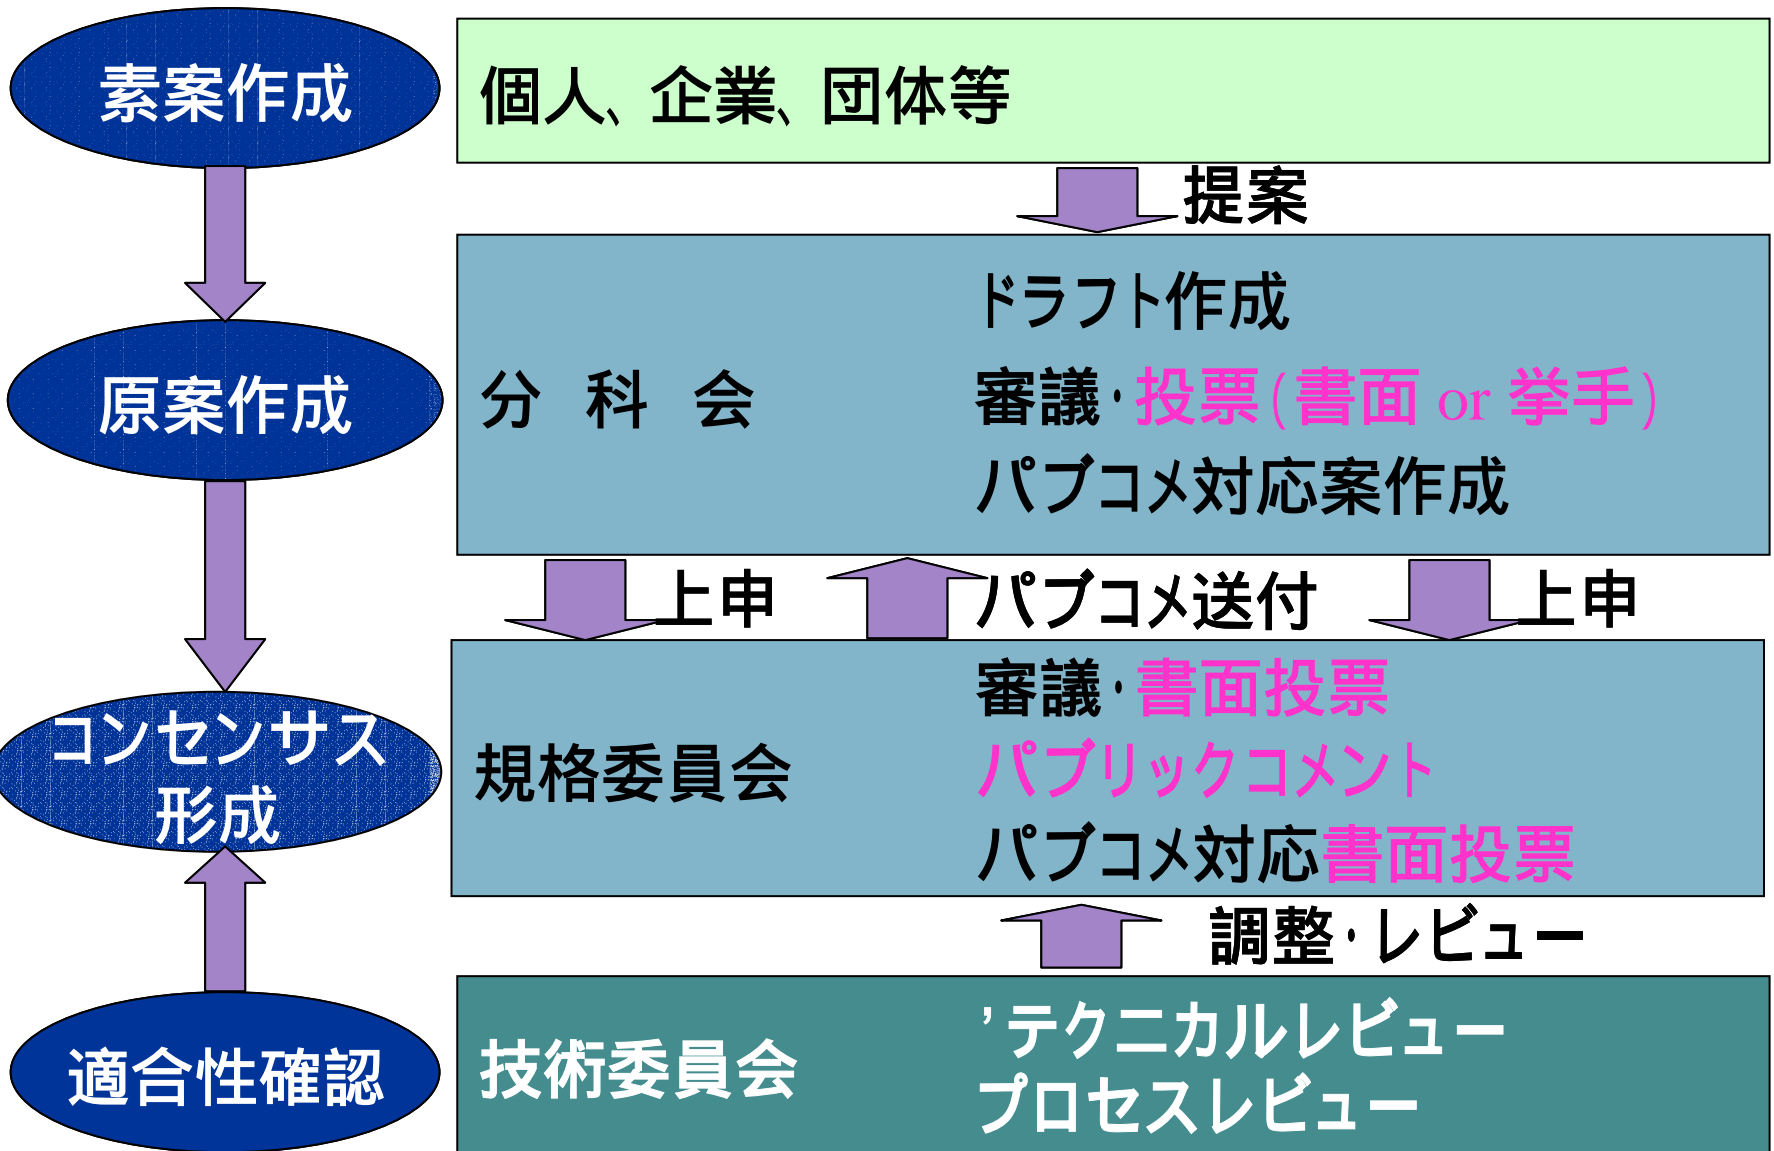 素案作成
個人、企業、団体等
提案
原案作成
分 科 会
ドラフト作成
審議・投票(書面 or 挙手)
パブコメ対応案作成
上申
パブコメ送付
上申
コンセンサス
形成
規格委員会
審議・書面投票
パブリックコメント
パブコメ対応書面投票
調整・レビュー
適合性確認
技術委員会
’テクニカルレビュー
プロセスレビュー